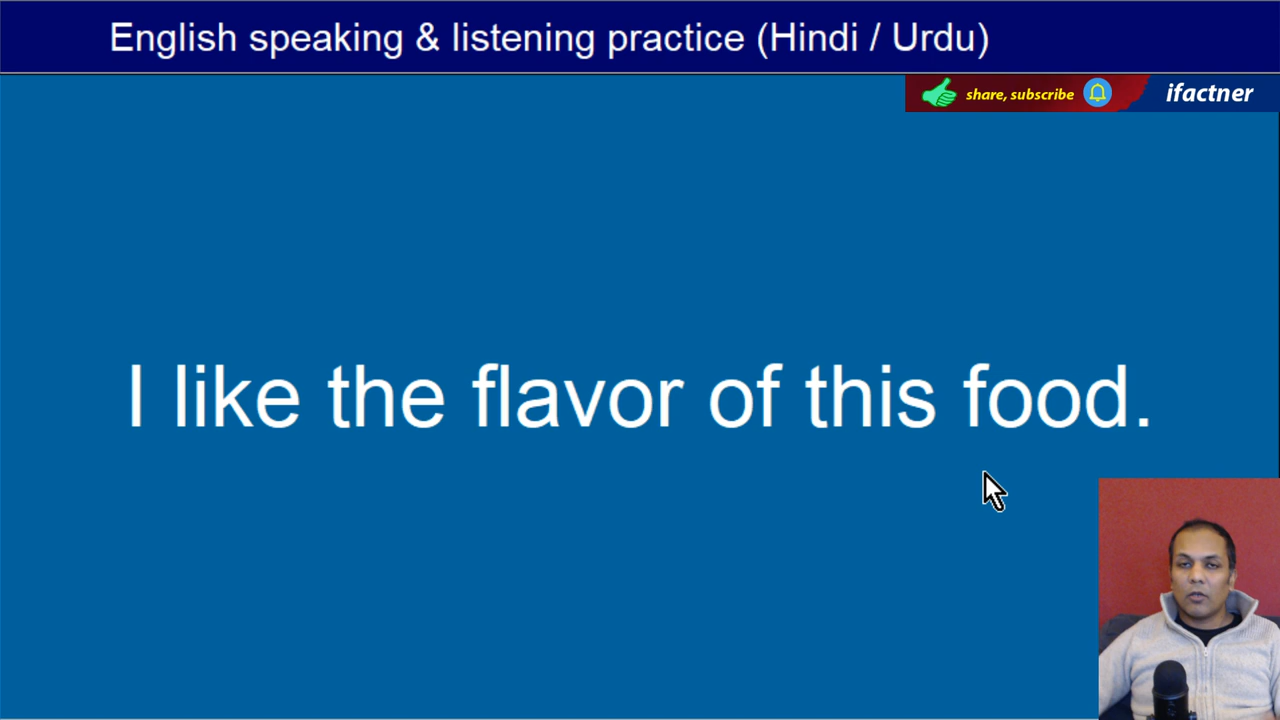 English speaking & listening practice (Hindi / Urdu)
share, subscribe
ifactner
I like the flavor of this food.